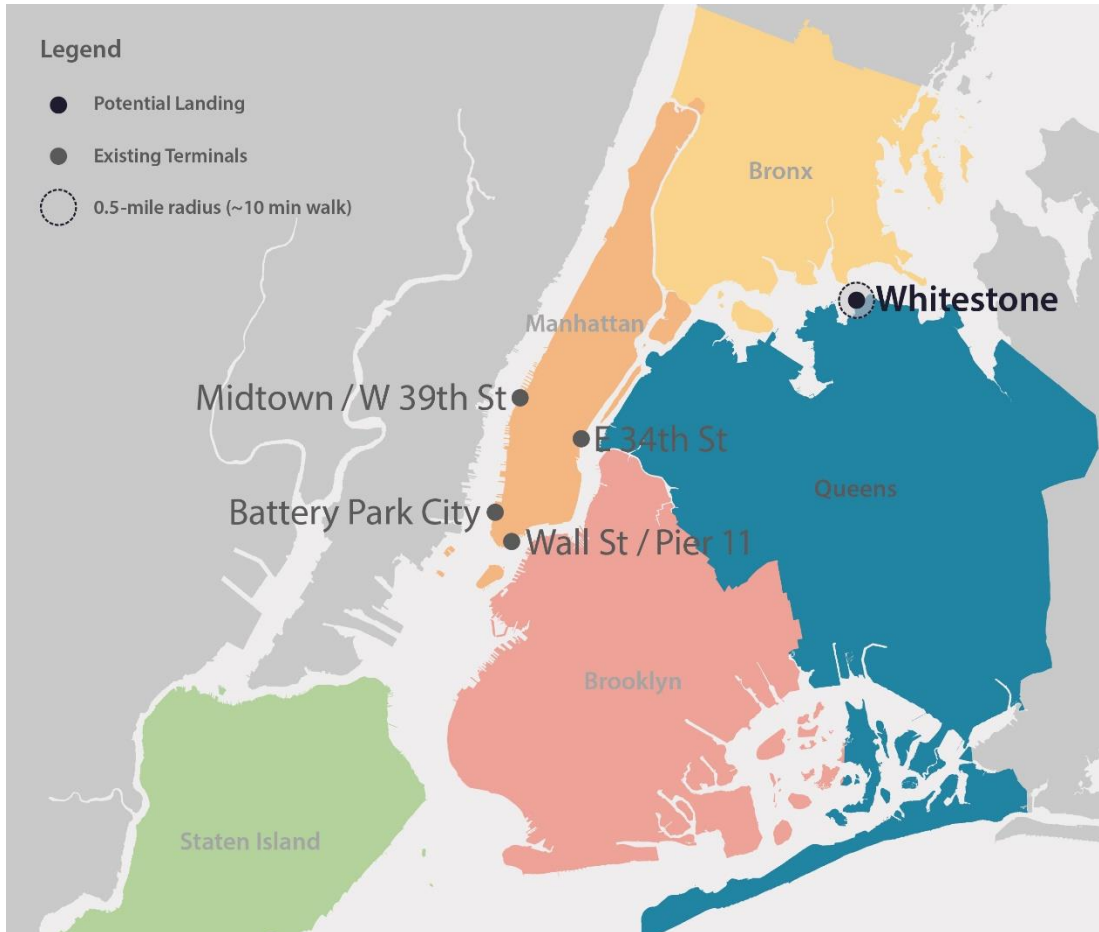 Legend
Potential Landing
Existing Terminals
0.5-mile radius (~10 min walk)
Bronx
Whitestone
Manhattan
Midtown / W 39th St
E 34th St
Queens
Battery Park City
Wall St / Pier 11
Brooklyn
Staten Island